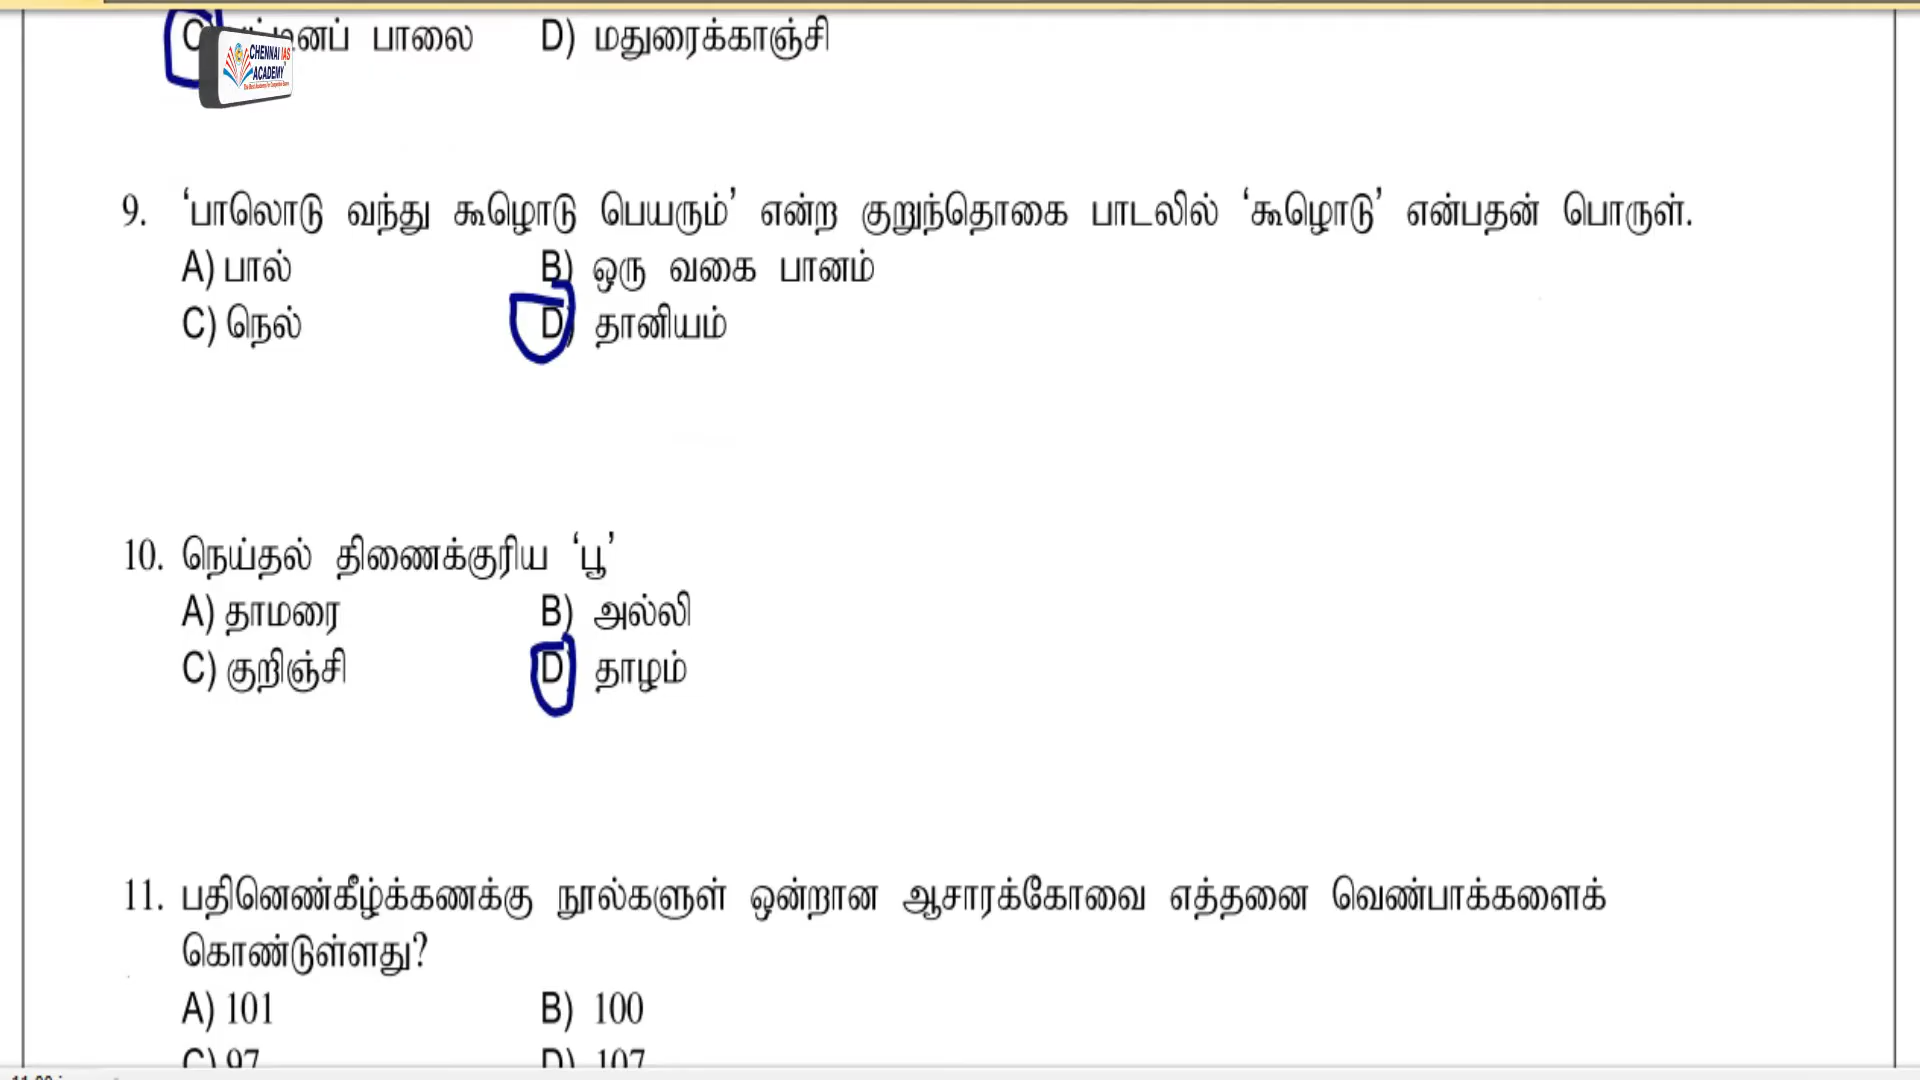 பாலை D) மதுரைக்காஞ்சி
CHENNAI IAS
ACADEMY
9. ‘பாலொடு வந்து கூழொடு பெயரும்’ என்ற குறுந்தொகை பாடலில் ‘கூழொடு’ என்பதன் பொருள்.
A) பால் B) ஒரு வகை பானம்
C) நெல் D) தானியம்
10. நெய்தல் திணைக்குரிய ‘பூ’
A) தாமரை B) அல்லி
C) குறிஞ்சி D) தாழம்
11. பதினெண்கீழ்க்கணக்கு நூல்களுள் ஒன்றான ஆசாரக்கோவை எத்தனை வெண்பாக்களைக்
கொண்டுள்ளது?
A) 101 B) 100
C) 97 D) 107